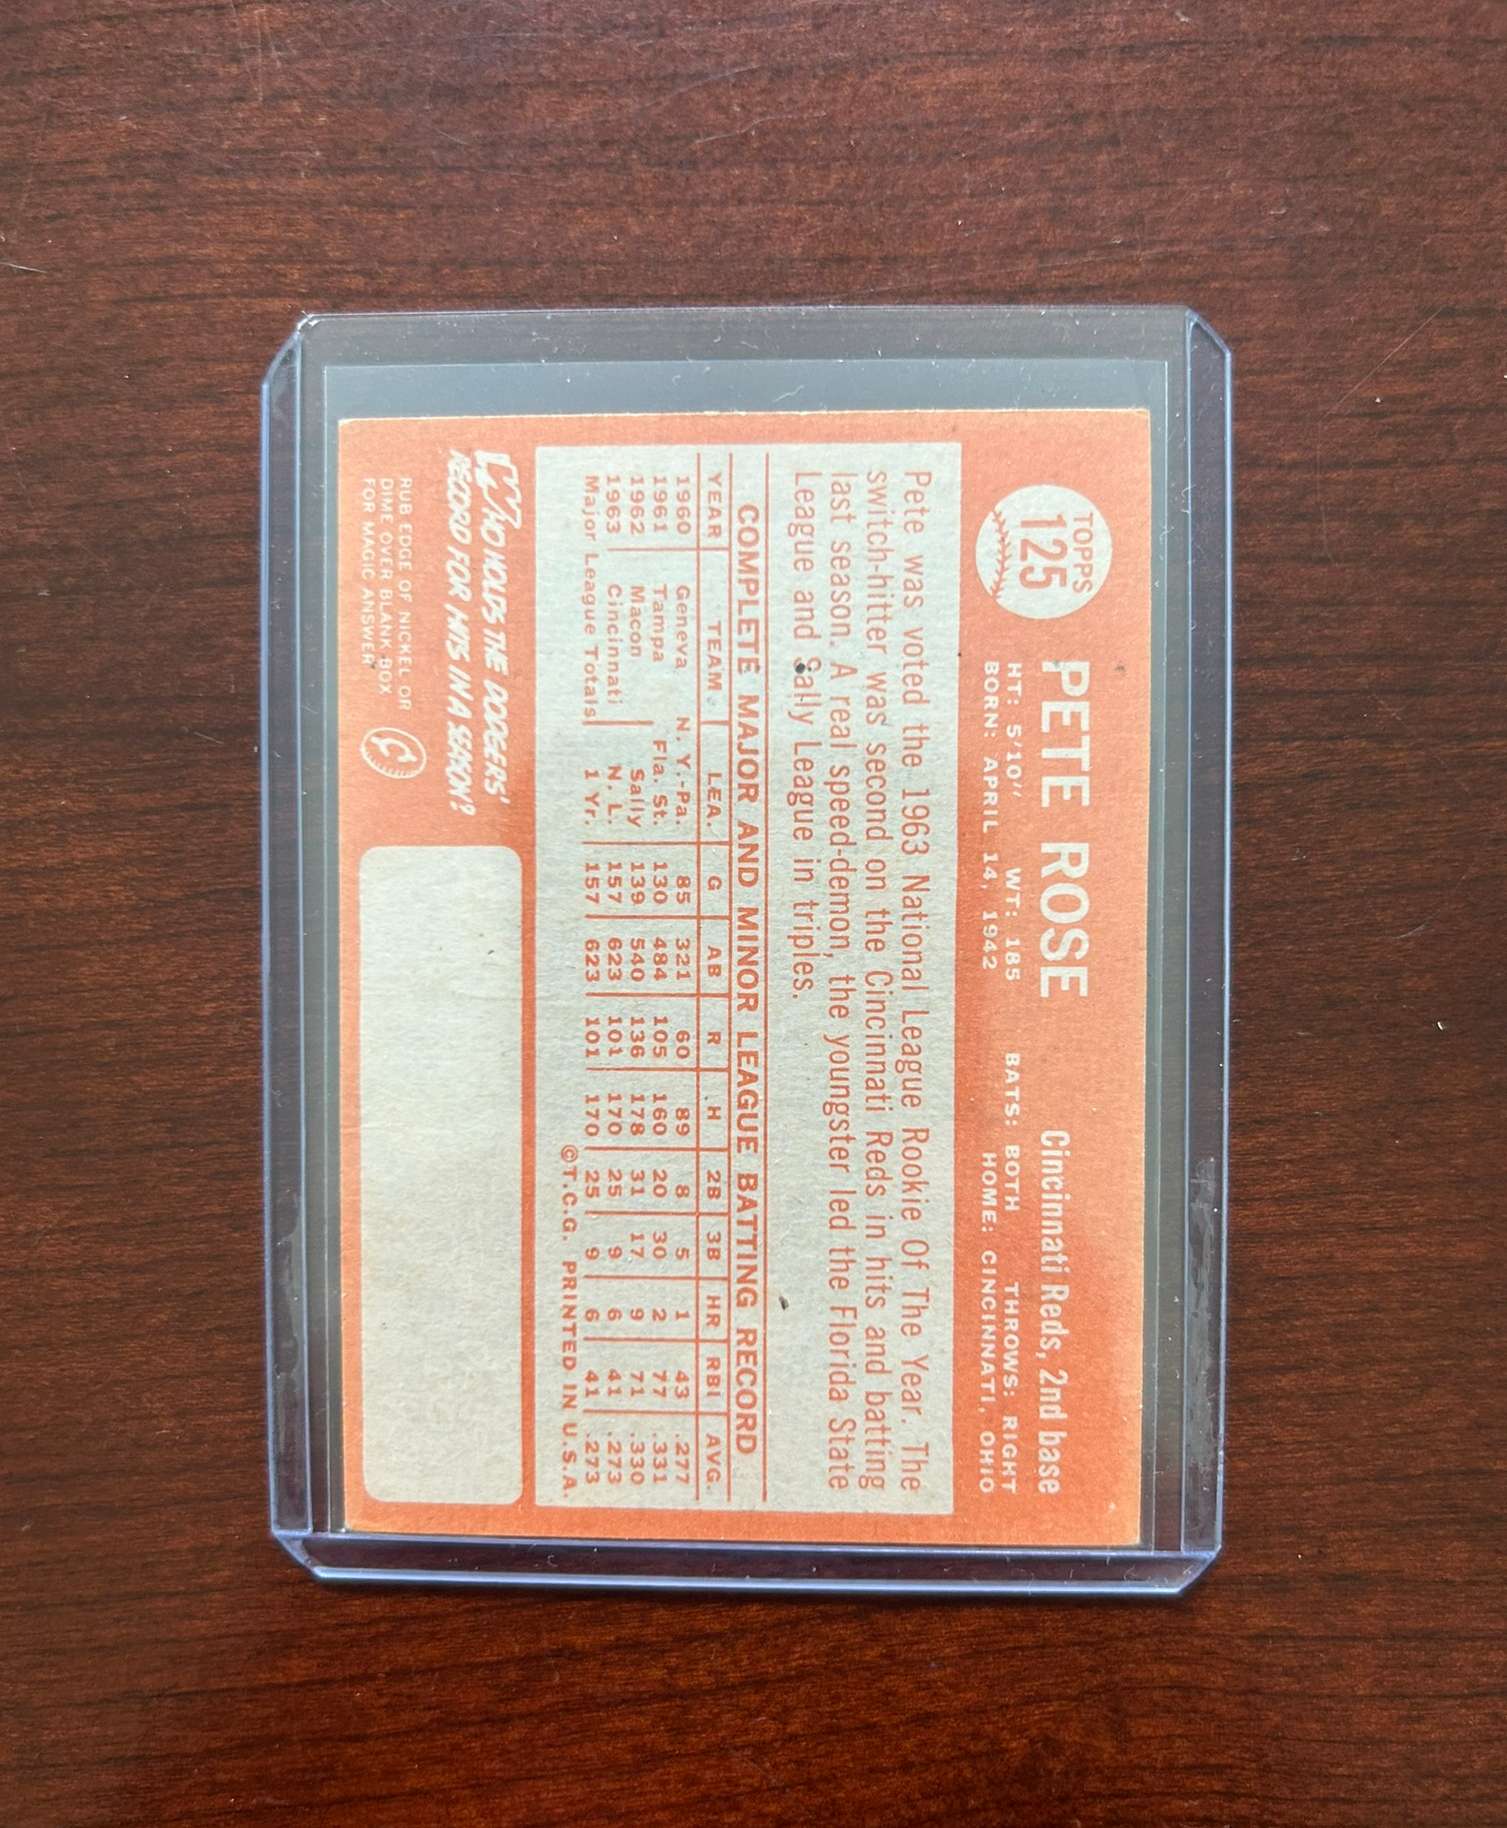 TOPPS
125
PETE ROSE
Cincinnati Reds, 2nd base
HT: 5'10" WT: 185 BATS: BOTH THROWS: RIGHT
BORN: APRIL 14, 1942 HOME: CINCINNATI, OHIO
Pete was voted the 1963 National League Rookie Of The Year. The
switch-hitter was second on the Cincinnati Reds in hits and batting
last season. A real speed-demon, the youngster led the Florida State
League and Sally League in triples.
COMPLETE MAJOR AND MINOR LEAGUE BATTING RECORD
YEAR TEAM LEA. G AB R H 2B 3B HR RBI AVG.
1960 Geneva N. Y.-Pa. 85 321 60 89 8 5 1 43 .277
1961 Tampa Fla. St. 130 484 105 160 20 30 2 77 .331
1962 Macon Sally 139 540 136 178 31 17 9 71 .330
1963 Cincinnati N. L. 157 623 101 170 25 9 6 41 .273
Major League Totals 1 Yr. 157 623 101 170 25 9 6 41 .273
©T.C.G. PRINTED IN U.S.A.
WHO HOLDS THE DODGERS'
RECORD FOR HITS IN A SEASON?
RUB EDGE OF NICKEL OR
DIME OVER BLANK BOX
FOR MAGIC ANSWER